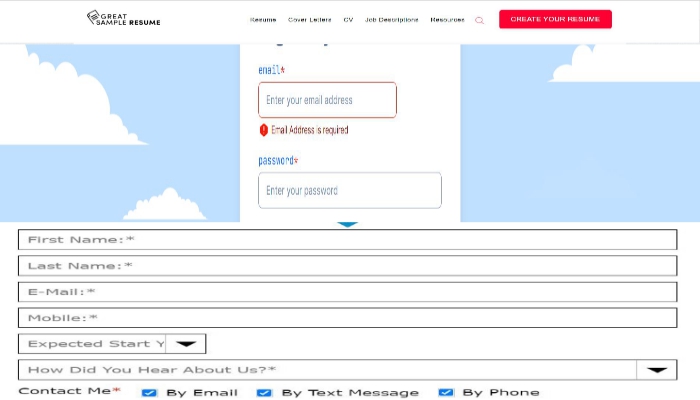 GREAT
SAMPLE RESUME
Resume Cover Letters CV Job Descriptions Resources CREATE YOUR RESUME
email*
Enter your email address
Email Address is required
password*
Enter your password
First Name:*
Last Name:*
E-Mail:*
Mobile:*
Expected Start Y
How Did You Hear About Us?*
Contact Me* By Email By Text Message By Phone